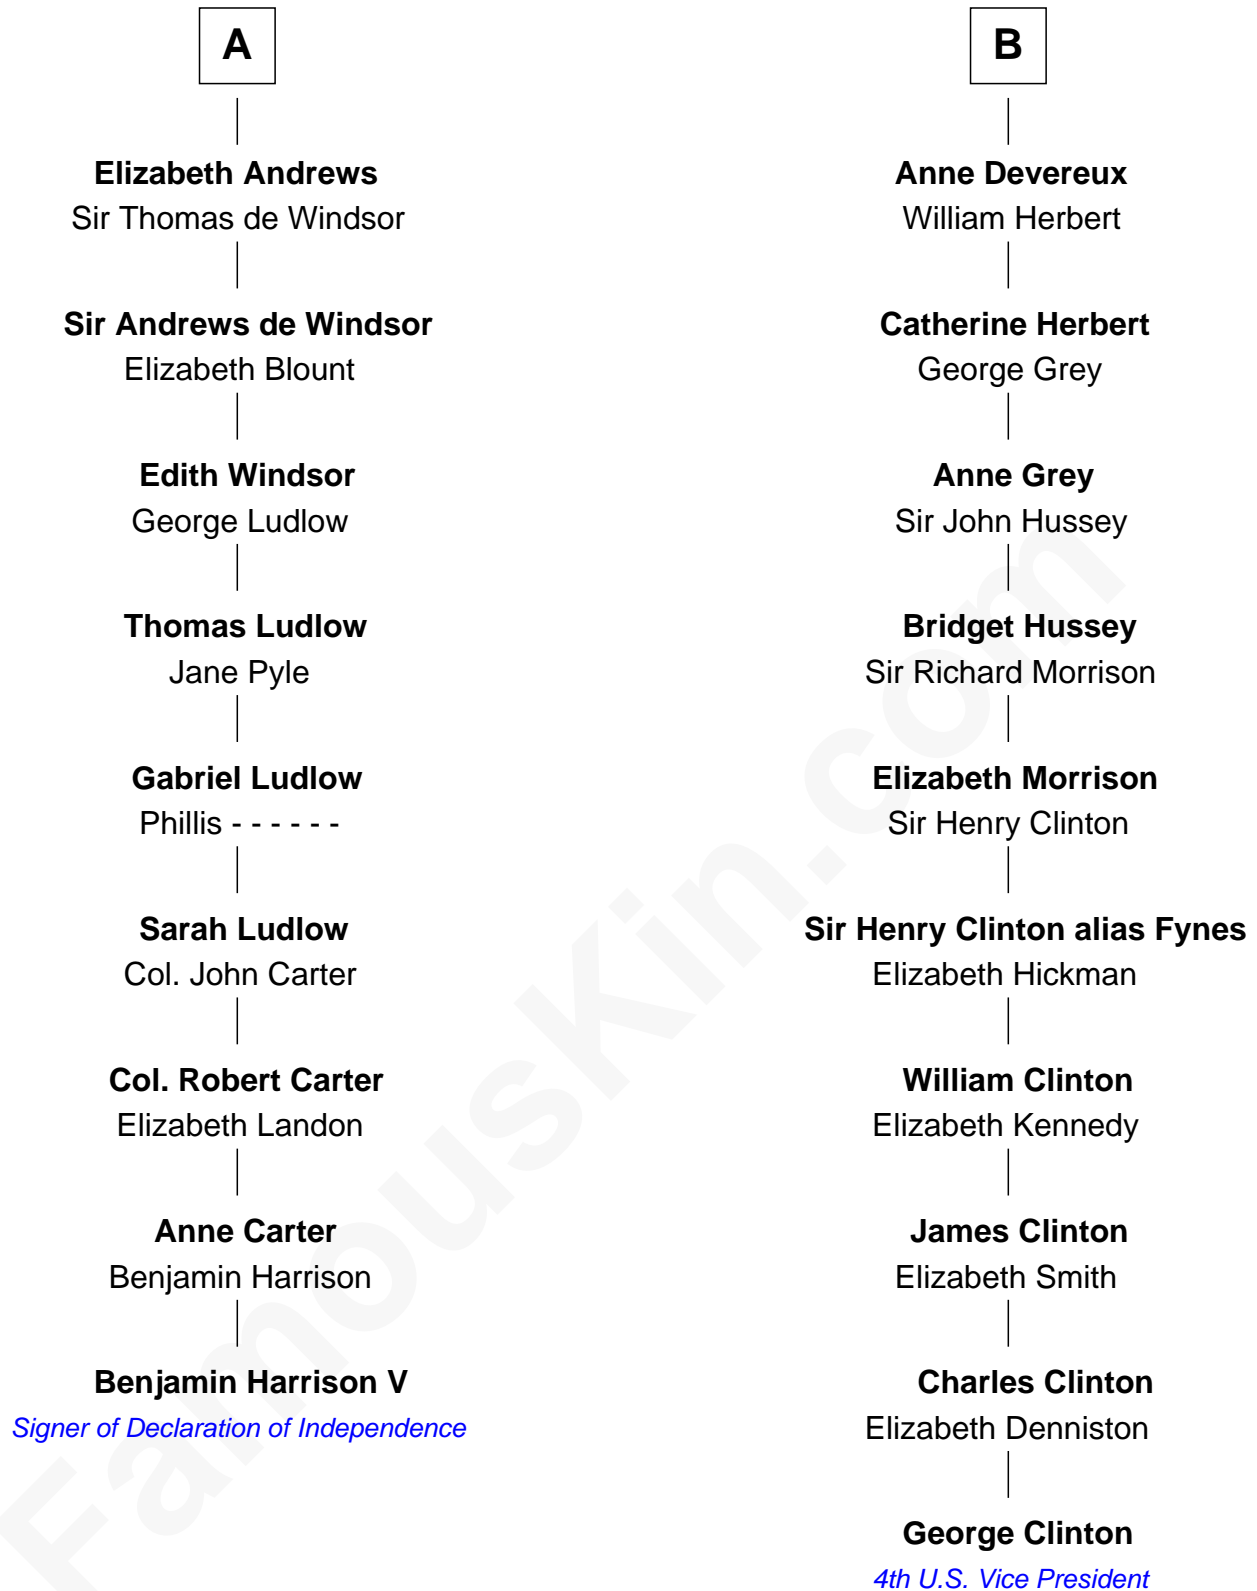 A
Elizabeth Andrews
Sir Thomas de Windsor
Sir Andrews de Windsor
Elizabeth Blount
Edith Windsor
George Ludlow
Thomas Ludlow
Jane Pyle
Gabriel Ludlow
Phillis - - - - - -
Sarah Ludlow
Col. John Carter
Col. Robert Carter
Elizabeth Landon
Anne Carter
Benjamin Harrison
Benjamin Harrison V
Signer of Declaration of Independence
B
Anne Devereux
William Herbert
Catherine Herbert
George Grey
Anne Grey
Sir John Hussey
Bridget Hussey
Sir Richard Morrison
Elizabeth Morrison
Sir Henry Clinton
Sir Henry Clinton alias Fynes
Elizabeth Hickman
William Clinton
Elizabeth Kennedy
James Clinton
Elizabeth Smith
Charles Clinton
Elizabeth Denniston
George Clinton
4th U.S. Vice President
FamousKin.com